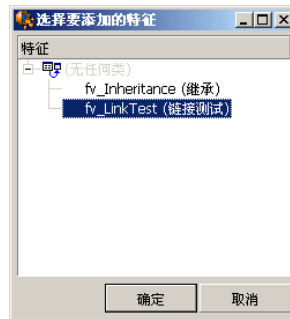 选择要添加的特征
特征
(无任何类)
fv_Inheritance (继承)
fv_LinkTest (链接测试)
确定
取消